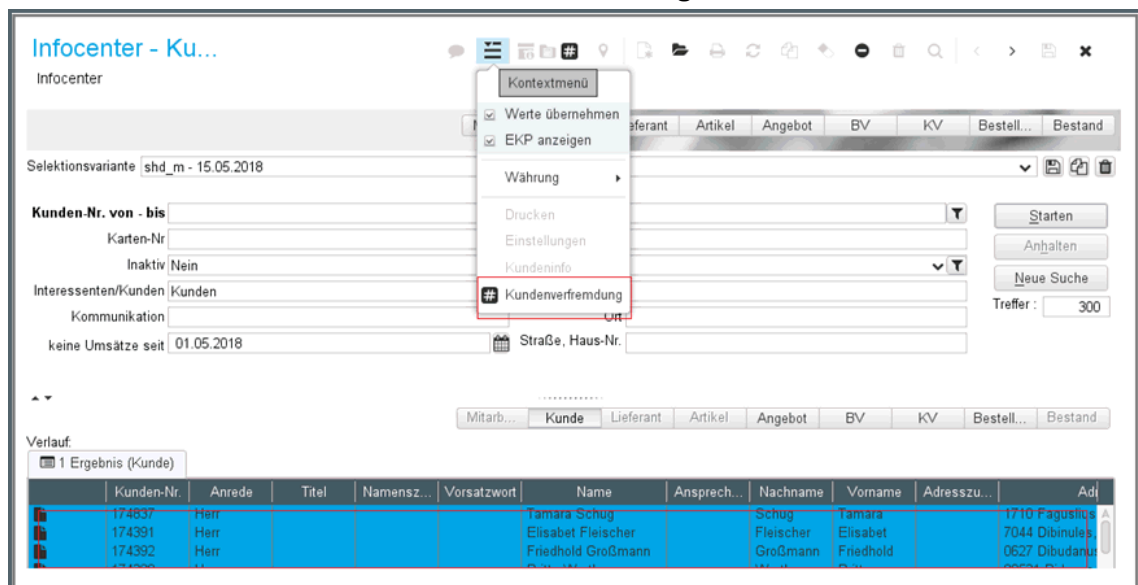 Infocenter - Ku...
Infocenter
Kontextmenü
Werte übernehmen
EKP anzeigen
Währung
Drucken
Einstellungen
Kundeninfo
# Kundenverfremdung
M eferant Artikel Angebot BV KV Bestell... Bestand
Selektionsvariante shd_m - 15.05.2018
Kunden-Nr. von - bis Starten
Karten-Nr Anhalten
Inaktiv Nein Neue Suche
Interessenten/Kunden Kunden Treffer : 300
Kommunikation Ort
keine Umsätze seit 01.05.2018 Straße, Haus-Nr.
Mitarb... Kunde Lieferant Artikel Angebot BV KV Bestell... Bestand
Verlauf:
1 Ergebnis (Kunde)
Kunden-Nr. Anrede Titel Namensz... Vorsatzwort Name Ansprech... Nachname Vorname Adresszu... Adr
174837 Herr Tamara Schug Schug Tamara 1710 Fagusilus
174391 Herr Elisabet Fleischer Fleischer Elisabet 7044 Dibinules,
174392 Herr Friedhold Großmann Großmann Friedhold 0627 Dibudanus